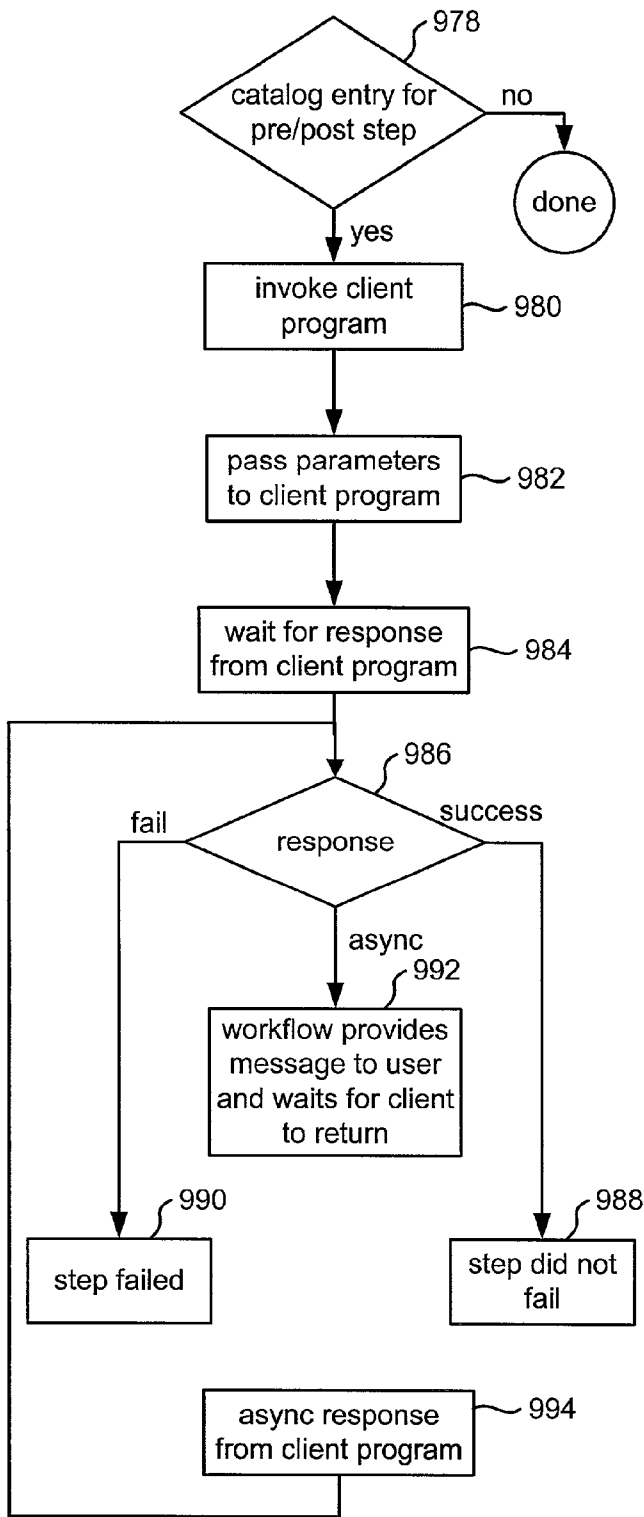 978
catalog entry for
pre/post step
no
done
yes
invoke client
program
980
pass parameters
to client program
982
wait for response
from client program
984
986
fail
success
response
async
992
workflow provides
message to user
and waits for client
to return
990
988
step failed
step did not
fail
async response
from client program
994